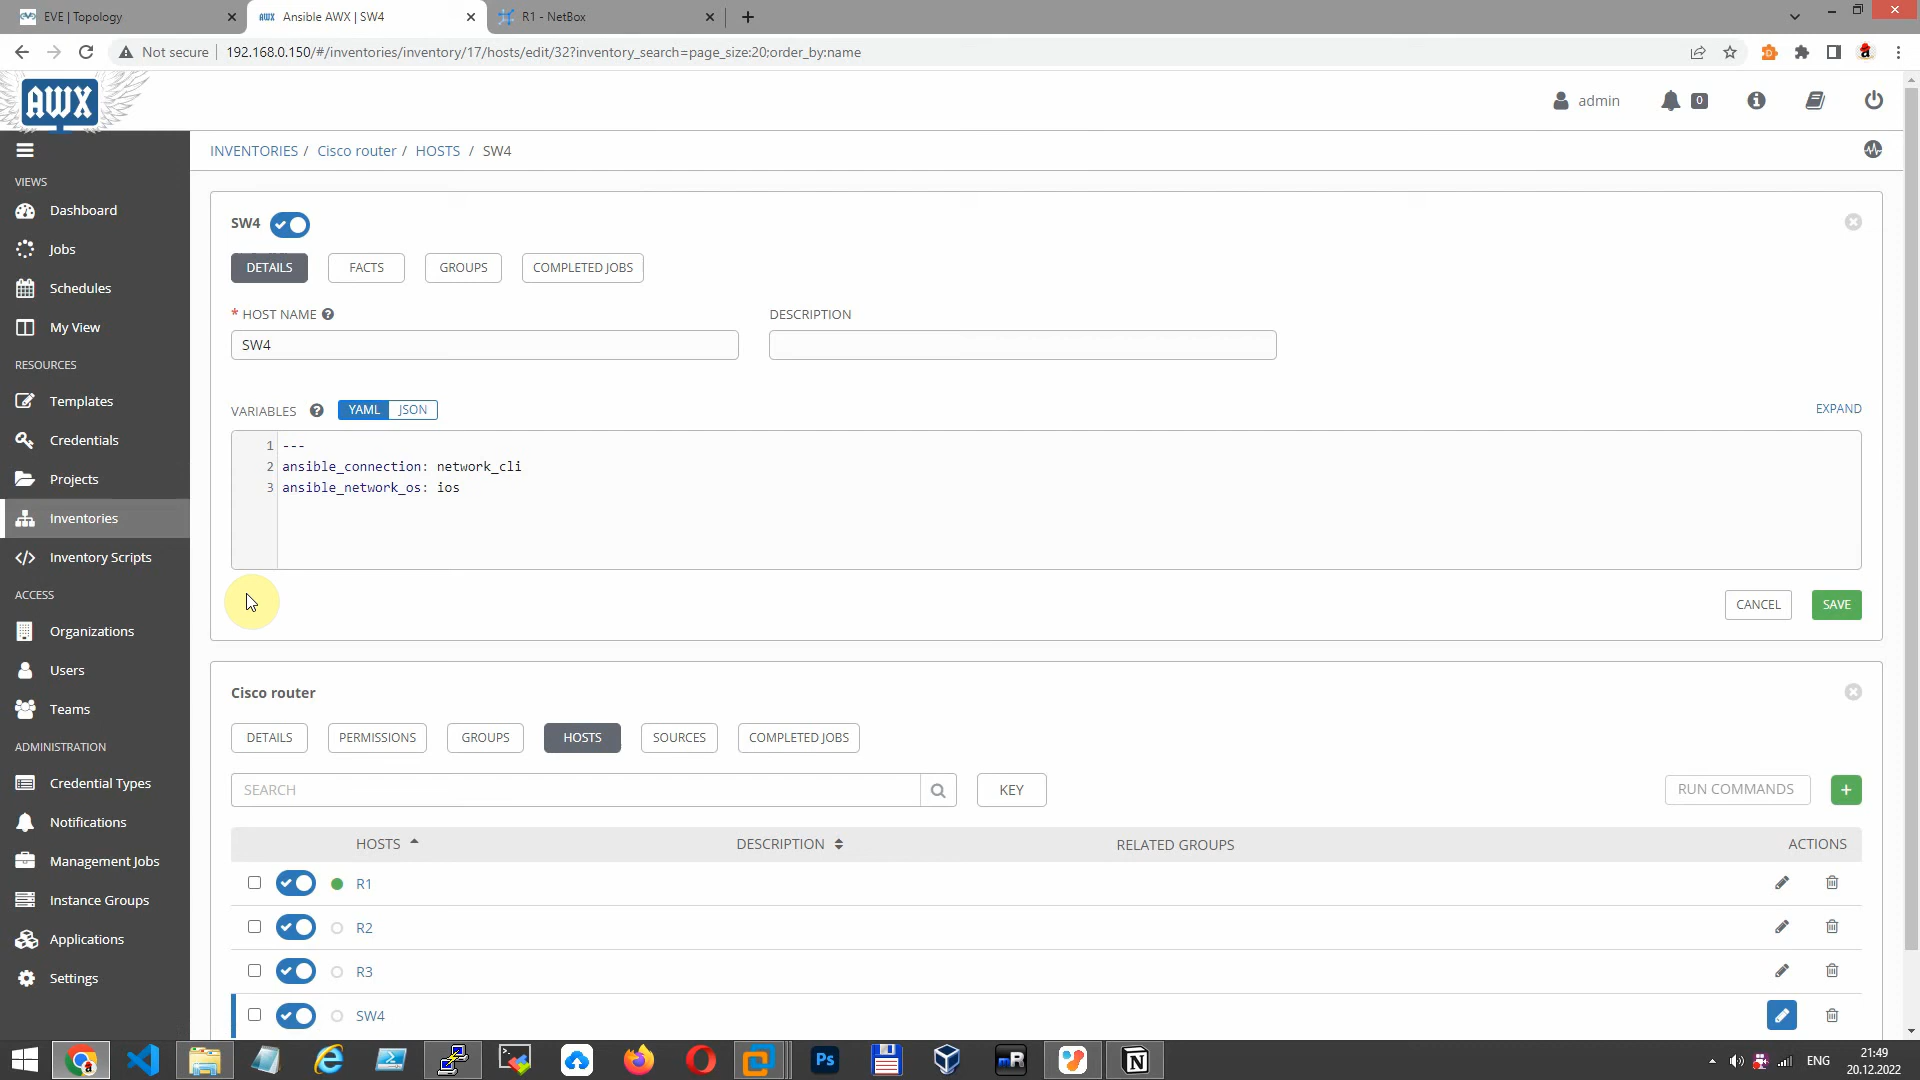 EVE | Topology
AWX Ansible AWX | SW4
R1 - NetBox
Not secure
192.168.0.150/#/inventories/inventory/17/hosts/edit/32?inventory_search=page_size:20;order_by:name
AWX
admin
0
INVENTORIES / Cisco router / HOSTS / SW4
VIEWS
Dashboard
Jobs
Schedules
My View
RESOURCES
Templates
Credentials
Projects
Inventories
Inventory Scripts
ACCESS
Organizations
Users
Teams
ADMINISTRATION
Credential Types
Notifications
Management Jobs
Instance Groups
Applications
Settings
SW4
DETAILS
FACTS
GROUPS
COMPLETED JOBS
* HOST NAME ?
DESCRIPTION
SW4
VARIABLES ? YAML JSON
EXPAND
1 ---
2 ansible_connection: network_cli
3 ansible_network_os: ios
CANCEL
SAVE
Cisco router
DETAILS
PERMISSIONS
GROUPS
HOSTS
SOURCES
COMPLETED JOBS
SEARCH
KEY
RUN COMMANDS
+
HOSTS
DESCRIPTION
RELATED GROUPS
ACTIONS
R1
R2
R3
SW4
Ps
mR
ENG
21:49
20.12.2022